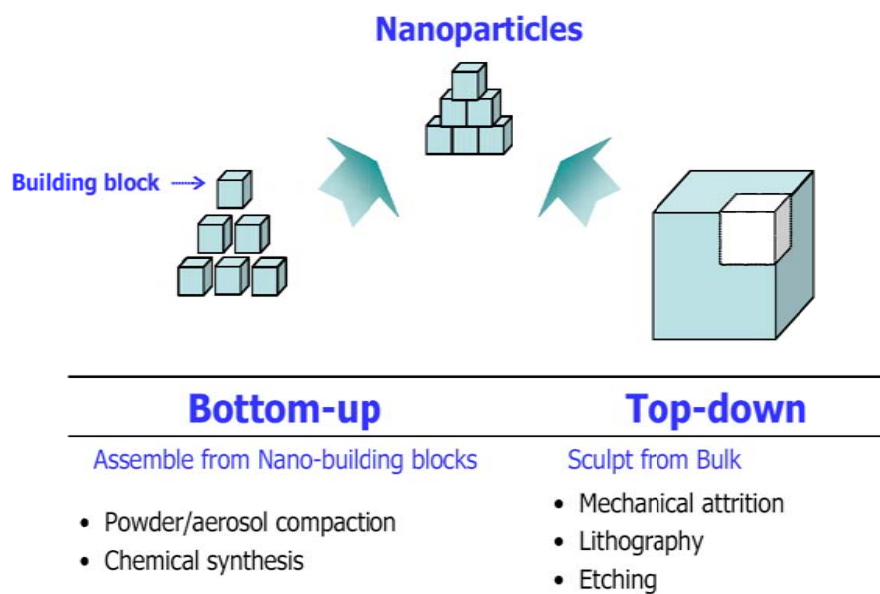 Nanoparticles
Building block
Bottom-up
Top-down
Assemble from Nano-building blocks
Sculpt from Bulk
• Powder/aerosol compaction
• Chemical synthesis
• Mechanical attrition
• Lithography
• Etching